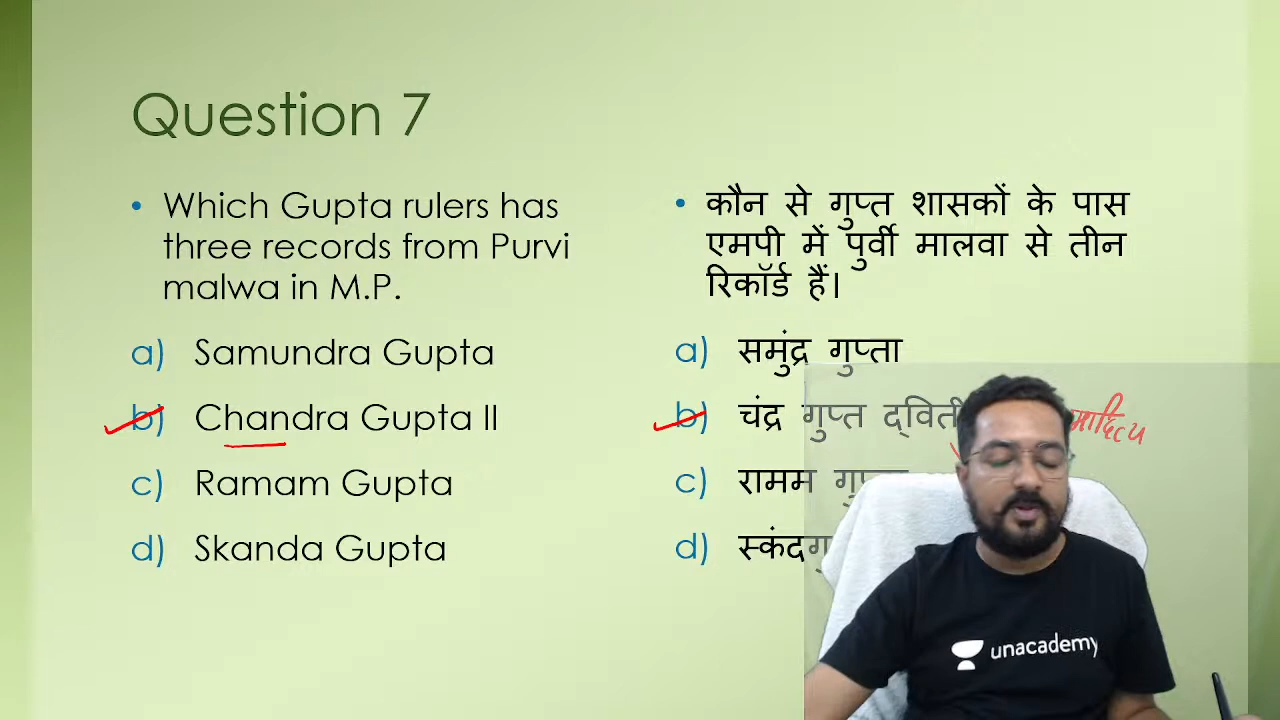 Question 7
• Which Gupta rulers has
three records from Purvi
malwa in M.P.
a) Samundra Gupta
b) Chandra Gupta II
c) Ramam Gupta
d) Skanda Gupta
• कौन से गुप्त शासकों के पास
एमपी में पुर्वी मालवा से तीन
रिकॉर्ड हैं।
a) समुंद्र गुप्ता
b) चंद्र गुप्त
c) रामम
d)
unacademy